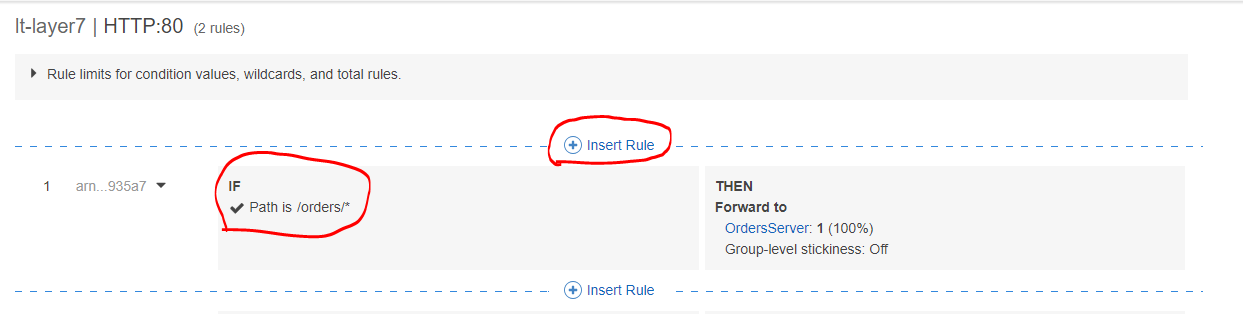 lt-layer7 | HTTP:80 (2 rules)
Rule limits for condition values, wildcards, and total rules.
Insert Rule
1 arn...935a7 IF THEN
Path is /orders/* Forward to
OrdersServer: 1 (100%)
Group-level stickiness: Off
Insert Rule